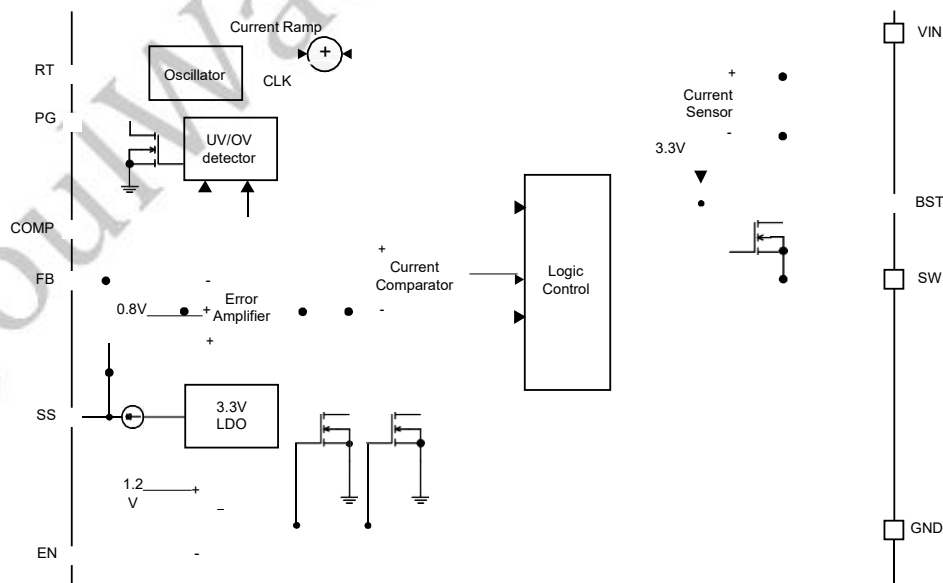 Current Ramp
VIN
+
RT
Oscillator
CLK
+
Current
Sensor
-
PG
UV/OV
detector
3.3V
BST
COMP
+
Current
Comparator
-
Logic
Control
FB
-
SW
0.8V
+
Error
Amplifier
+
SS
3.3V
LDO
1.2
V
+
–
GND
EN
-